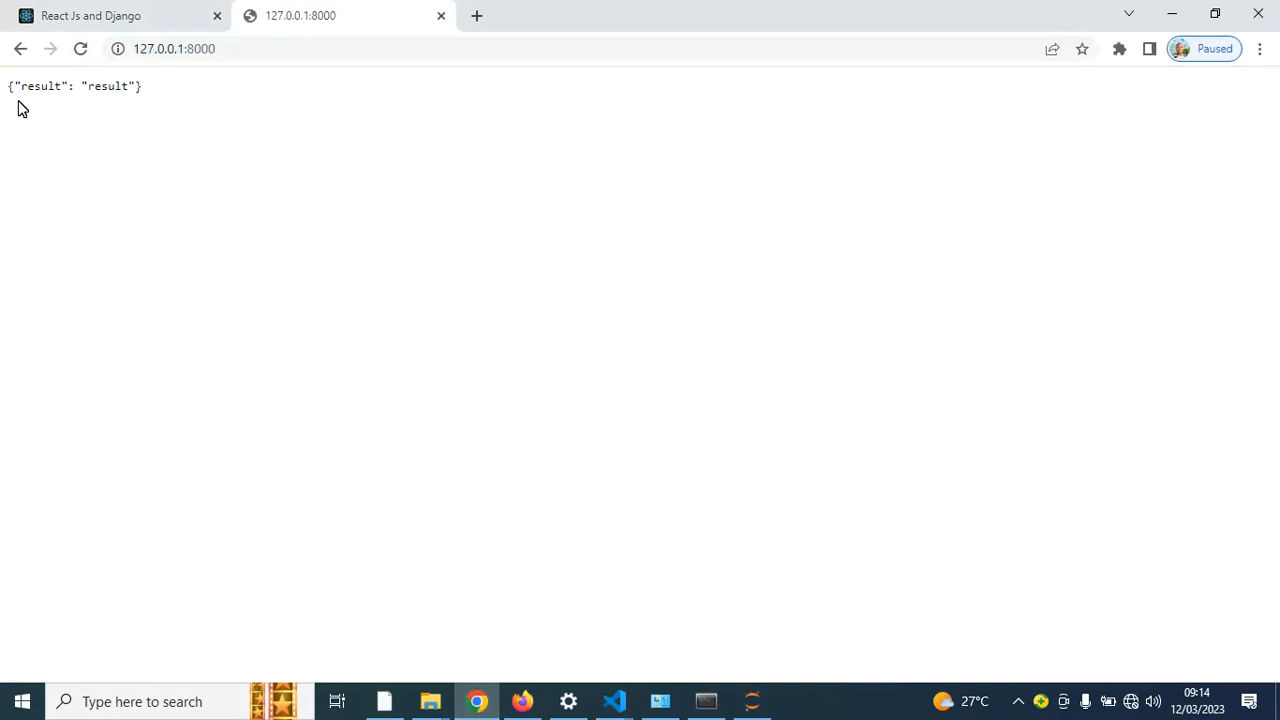 React Js and Django
127.0.0.1:8000
127.0.0.1:8000
Paused
{"result": "result"}
Type here to search
27°C
09:14
12/03/2023